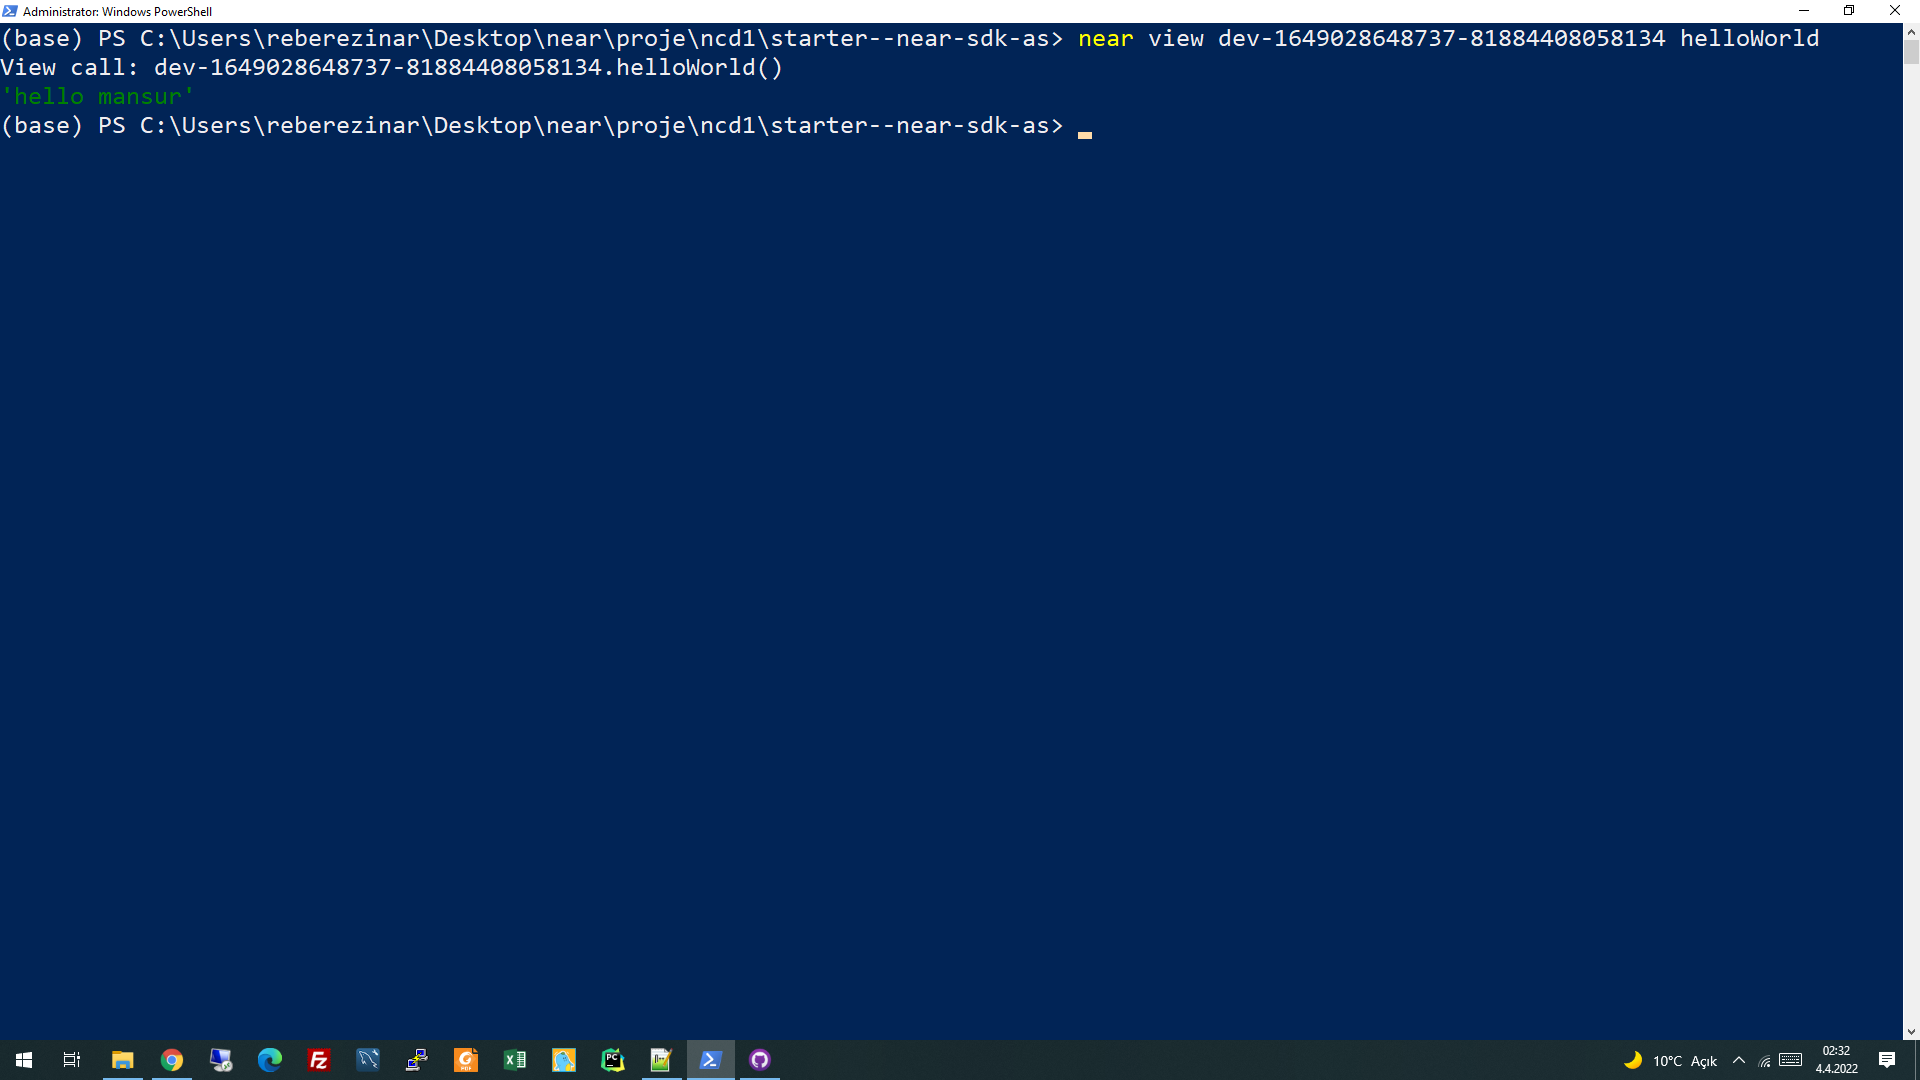 Administrator: Windows PowerShell
(base) PS C:\Users\reberezinar\Desktop\near\proje\ncd1\starter--near-sdk-as> near view dev-1649028648737-81884408058134 helloWorld
View call: dev-1649028648737-81884408058134.helloWorld()
'hello mansur'
(base) PS C:\Users\reberezinar\Desktop\near\proje\ncd1\starter--near-sdk-as>
10°C Açık
02:32
4.4.2022